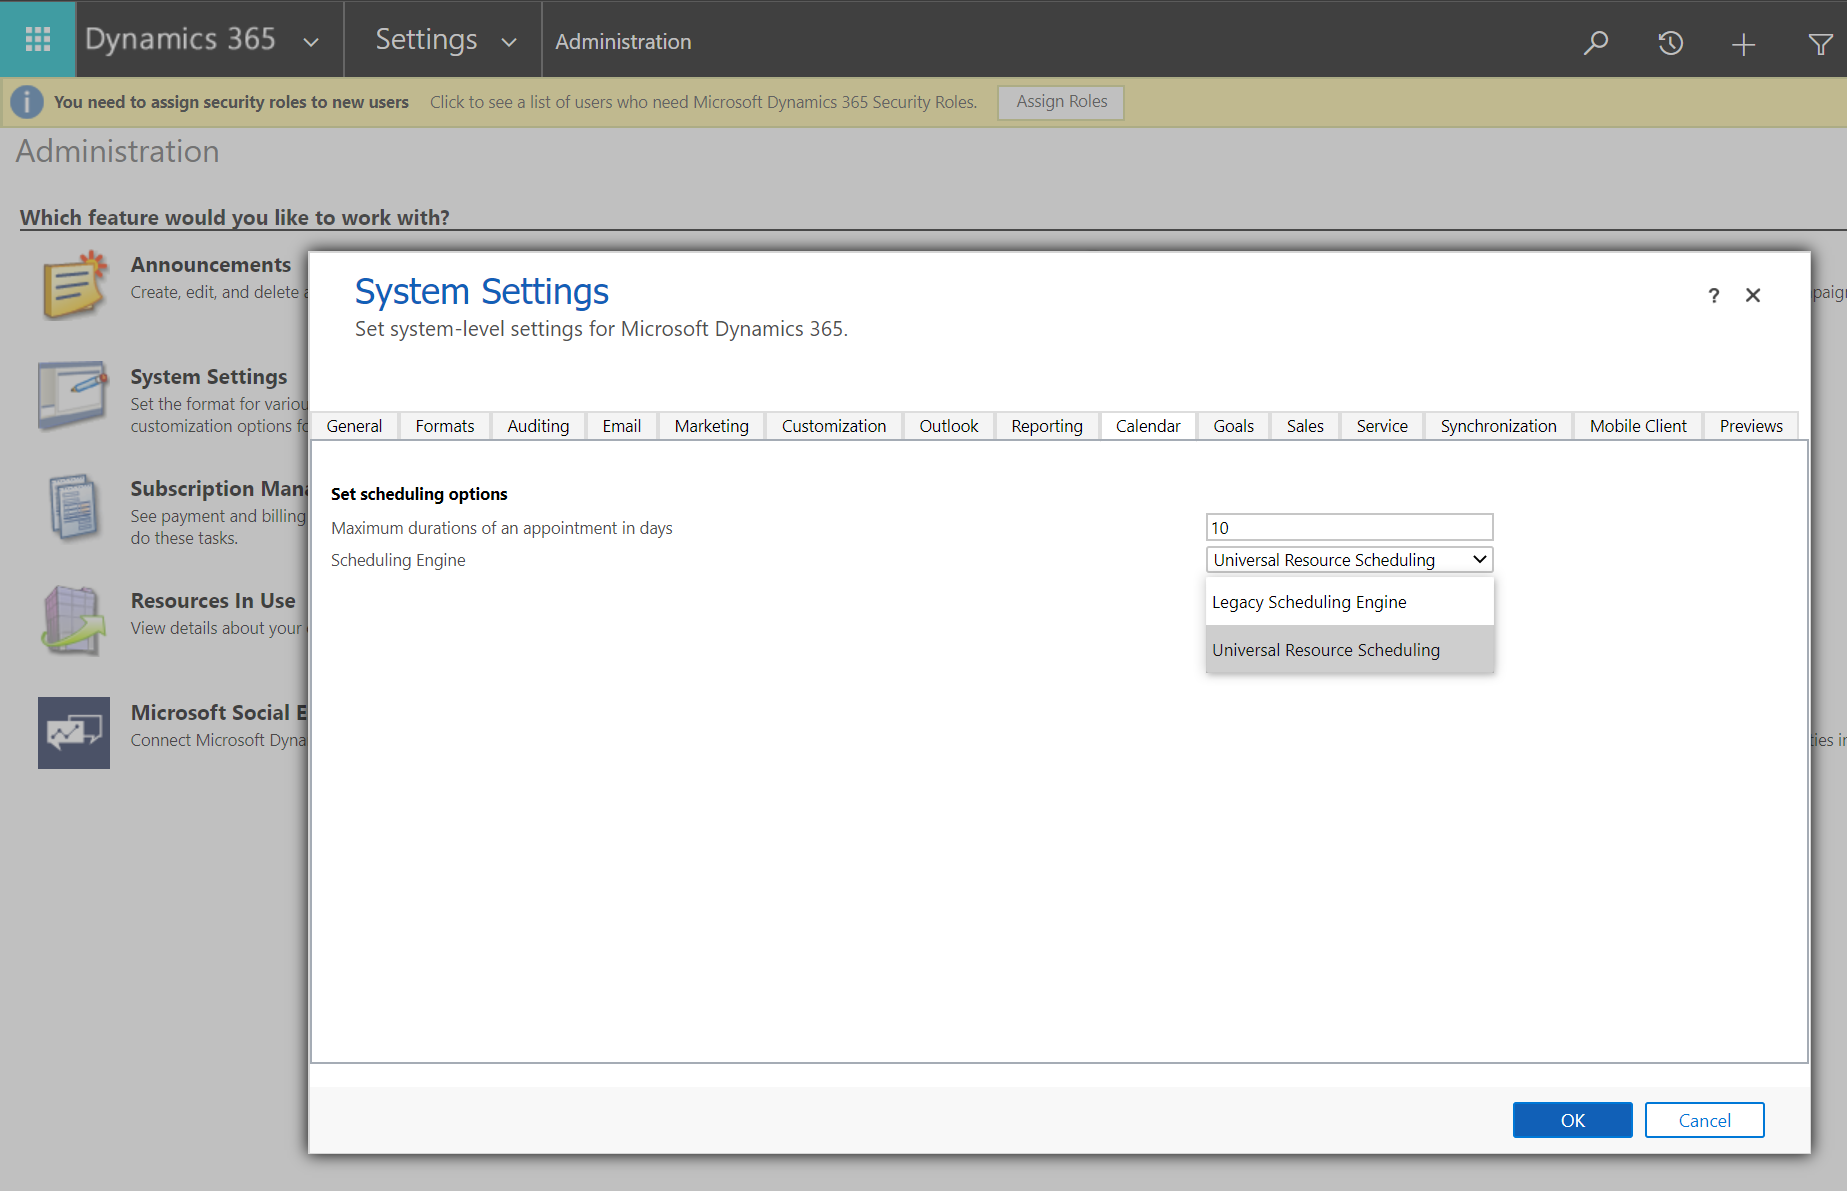 Dynamics 365
Settings
Administration
You need to assign security roles to new users
Click to see a list of users who need Microsoft Dynamics 365 Security Roles.
Assign Roles
Administration
Which feature would you like to work with?
Announcements
Create, edit, and delete
System Settings
Set the format for variou
customization options fo
Subscription Mana
See payment and billing
do these tasks.
Resources In Use
View details about your
Microsoft Social E
Connect Microsoft Dyna
paign
ties in
System Settings
Set system-level settings for Microsoft Dynamics 365.
?
General
Formats
Auditing
Email
Marketing
Customization
Outlook
Reporting
Calendar
Goals
Sales
Service
Synchronization
Mobile Client
Previews
Set scheduling options
Maximum durations of an appointment in days
10
Scheduling Engine
Universal Resource Scheduling
Legacy Scheduling Engine
Universal Resource Scheduling
OK
Cancel